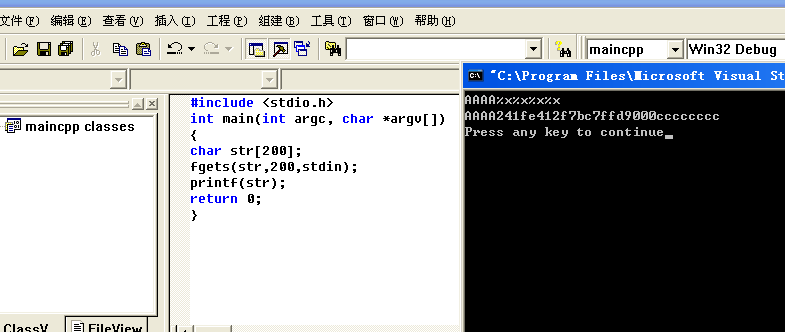 文件(F) 编辑(E) 查看(V) 插入(I) 工程(P) 组建(B) 工具(T) 窗口(W) 帮助(H)
maincpp Win32 Debug
"C:\Program Files\Microsoft Visual St
maincpp classes
#include <stdio.h>
int main(int argc, char *argv[])
{
char str[200];
fgets(str,200,stdin);
printf(str);
return 0;
}
AAAA%x%x%x%x
AAAA241fe412f7bc7ffd9000cccccccc
Press any key to continue
ClassV FileView